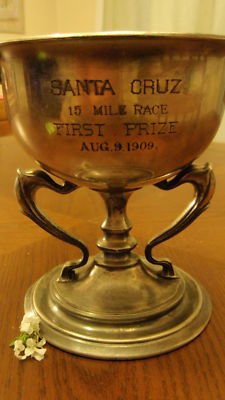 SANTA CRUZ
15 MILE RACE
FIRST PRIZE
AUG. 9. 1909.